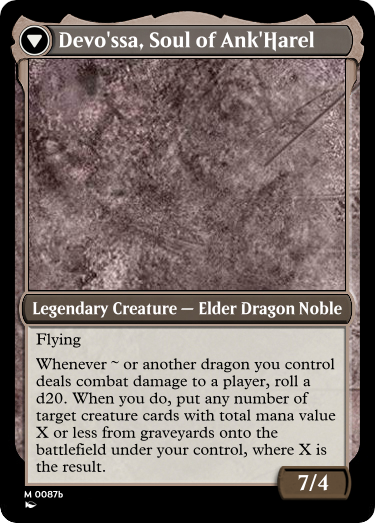 Devo'ssa, Soul of Ank'Harel
Legendary Creature — Elder Dragon Noble
Flying
Whenever ~ or another dragon you control
deals combat damage to a player, roll a
d20. When you do, put any number of
target creature cards with total mana value
X or less from graveyards onto the
battlefield under your control, where X is
the result.
7/4
M 0087b